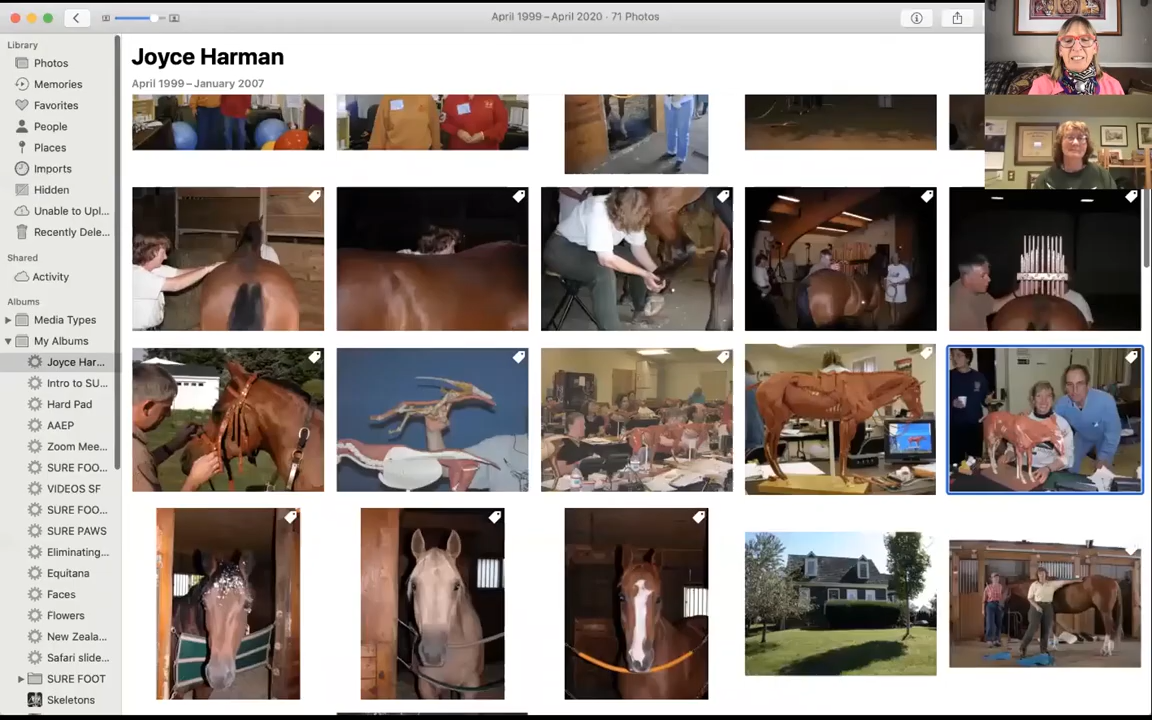 April 1999 – April 2020 · 71 Photos
Library
Photos
Memories
Favorites
People
Places
Imports
Hidden
Unable to Upl...
Recently Dele...
Shared
Activity
Albums
Media Types
My Albums
Joyce Har...
Intro to SU...
Hard Pad
AAEP
Zoom Mee...
SURE FOO...
VIDEOS SF
SURE FOO...
SURE PAWS
Eliminating...
Equitana
Faces
Flowers
New Zeala...
Safari slide...
SURE FOOT
Skeletons
Joyce Harman
April 1999 – January 2007